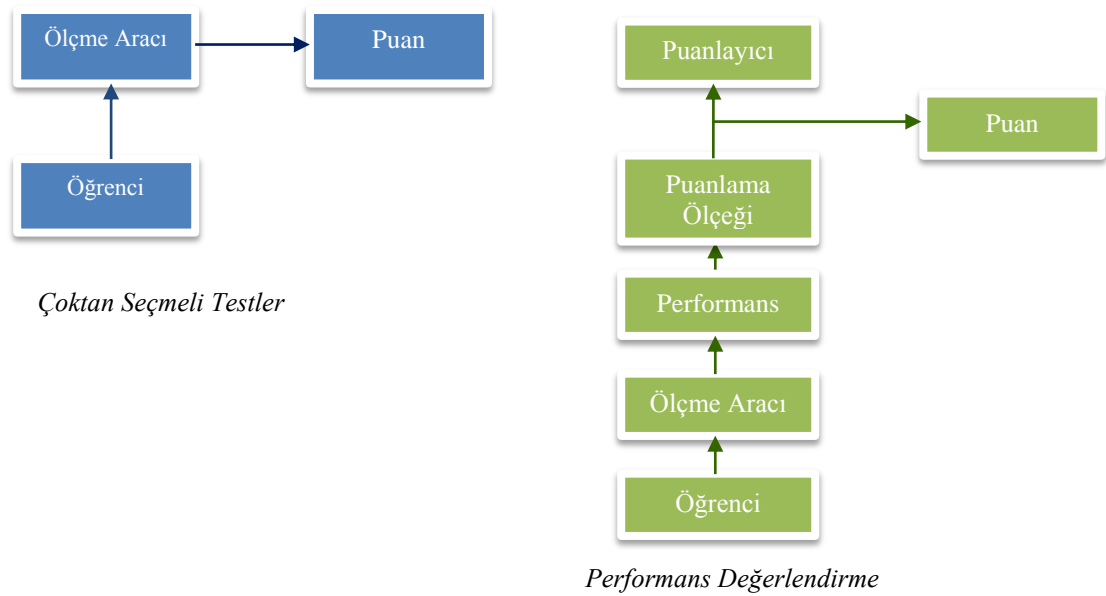 Ölçme Aracı
Puan
Öğrenci
Çoktan Seçmeli Testler
Puanlayıcı
Puan
Puanlama
Ölçeği
Performans
Ölçme Aracı
Öğrenci
Performans Değerlendirme